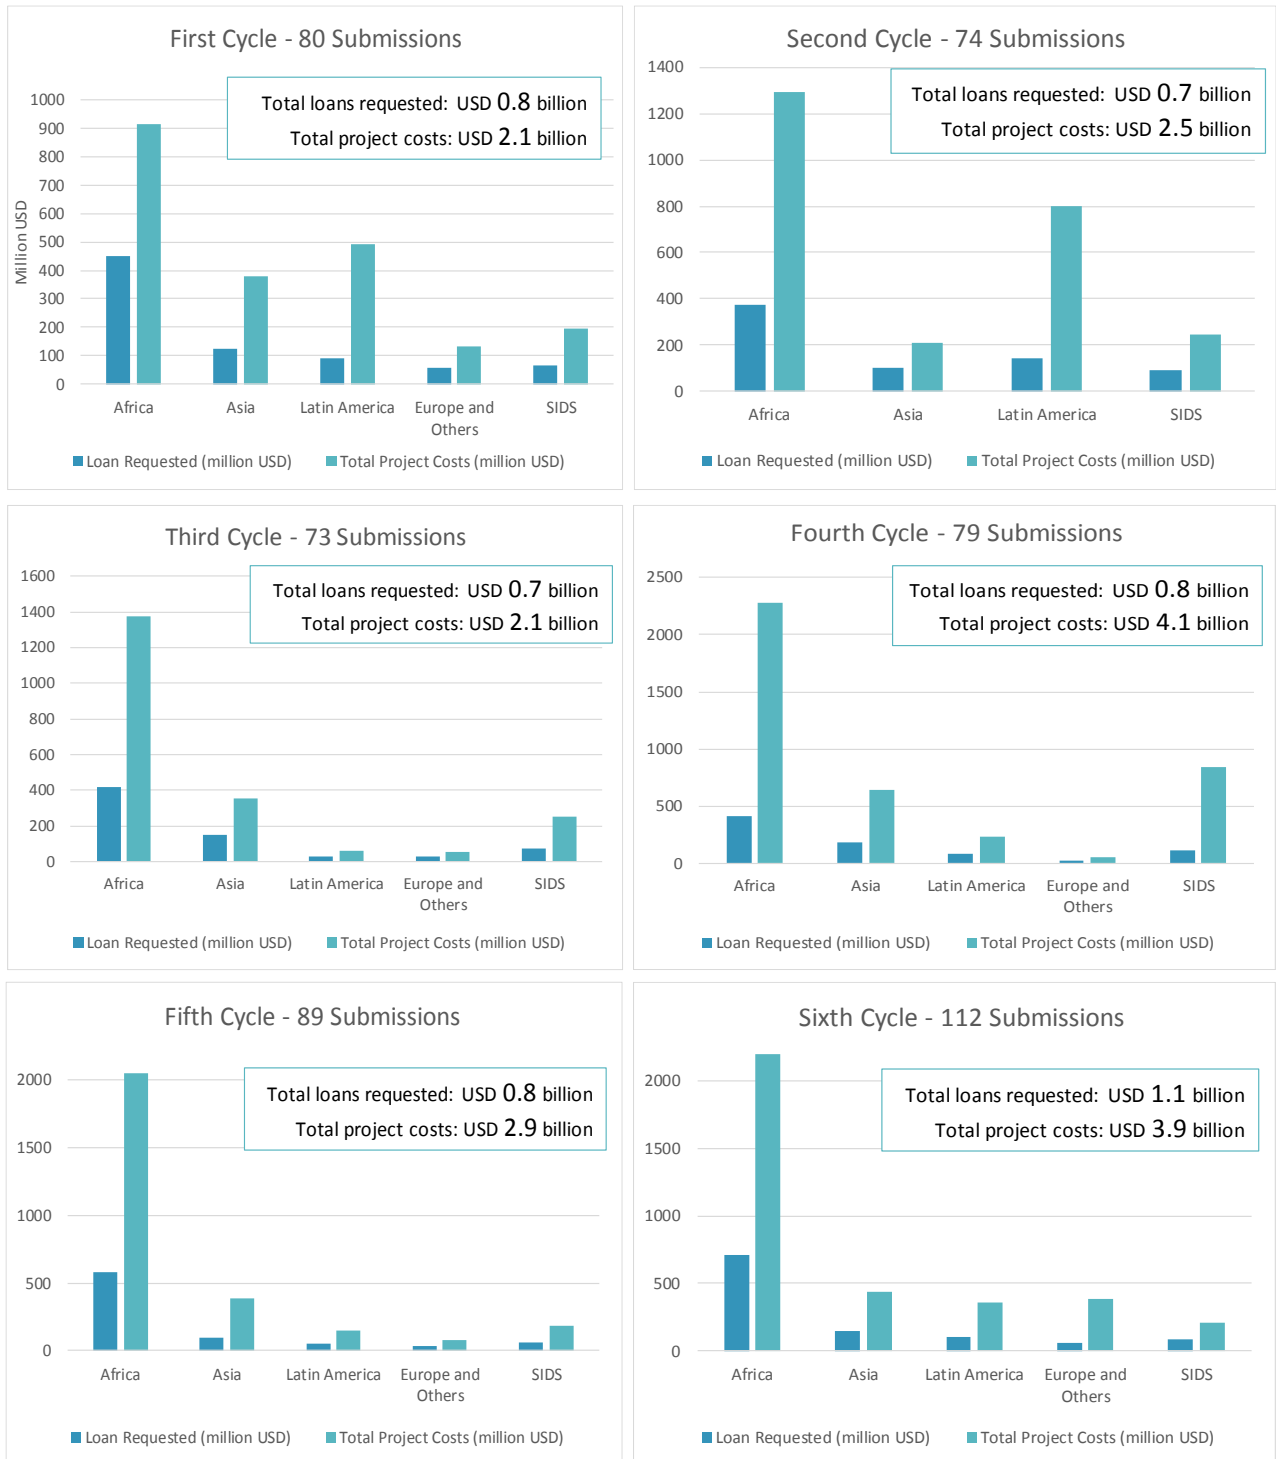 First Cycle - 80 Submissions
Total loans requested: USD 0.8 billion
Total project costs: USD 2.1 billion
Million USD
1000
900
800
700
600
500
400
300
200
100
0
Africa
Asia
Latin America
Europe and
Others
SIDS
Loan Requested (million USD)
Total Project Costs (million USD)
Second Cycle - 74 Submissions
Total loans requested: USD 0.7 billion
Total project costs: USD 2.5 billion
1400
1200
1000
800
600
400
200
0
Africa
Asia
Latin America
SIDS
Loan Requested (million USD)
Total Project Costs (million USD)
Third Cycle - 73 Submissions
Total loans requested: USD 0.7 billion
Total project costs: USD 2.1 billion
1600
1400
1200
1000
800
600
400
200
0
Africa
Asia
Latin America
Europe and
Others
SIDS
Loan Requested (million USD)
Total Project Costs (million USD)
Fourth Cycle - 79 Submissions
Total loans requested: USD 0.8 billion
Total project costs: USD 4.1 billion
2500
2000
1500
1000
500
0
Africa
Asia
Latin America
Europe and
Others
SIDS
Loan Requested (million USD)
Total Project Costs (million USD)
Fifth Cycle - 89 Submissions
Total loans requested: USD 0.8 billion
Total project costs: USD 2.9 billion
2000
1500
1000
500
0
Africa
Asia
Latin America
Europe and
Others
SIDS
Loan Requested (million USD)
Total Project Costs (million USD)
Sixth Cycle - 112 Submissions
Total loans requested: USD 1.1 billion
Total project costs: USD 3.9 billion
2000
1500
1000
500
0
Africa
Asia
Latin America
Europe and
Others
SIDS
Loan Requested (million USD)
Total Project Costs (million USD)